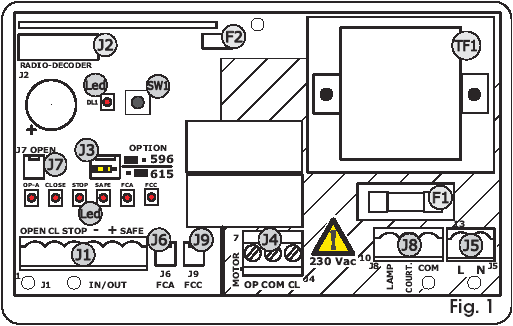 J2
F2
TF1
RADIO-DECODER
J2
Led
SW1
DL1
+
J7 OPEN
J3
OPTION
596
615
J7
OP-A CLOSE STOP SAFE FCA FCC
Led
F1
OPEN CL STOP - + SAFE
J6
J9
7
J4
J3
J8
J5
J1
MOTOR
230 Vac
10
J8
LAMP
COURT.
COM
L N
J5
1
J1
IN/OUT
J6
FCA
J9
FCC
OP COM CL
J4
Fig. 1